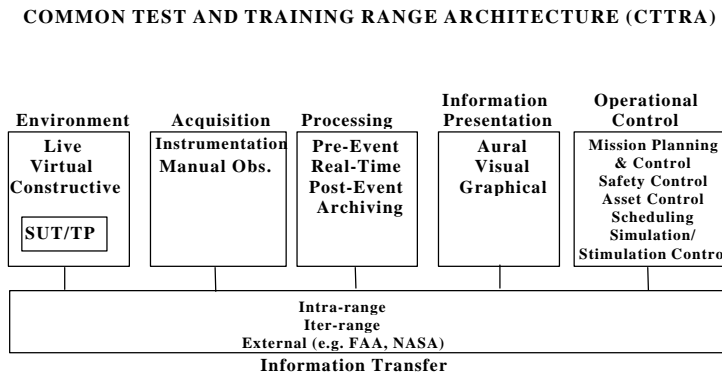 COMMON TEST AND TRAINING RANGE ARCHITECTURE (CTTRA)
Environment
Live
Virtual
Constructive
SUT/TP
Acquisition
Instrumentation
Manual Obs.
Processing
Pre-Event
Real-Time
Post-Event
Archiving
Information
Presentation
Aural
Visual
Graphical
Operational
Control
Mission Planning
& Control
Safety Control
Asset Control
Scheduling
Simulation/
Stimulation Control
Intra-range
Iter-range
External (e.g. FAA, NASA)
Information Transfer